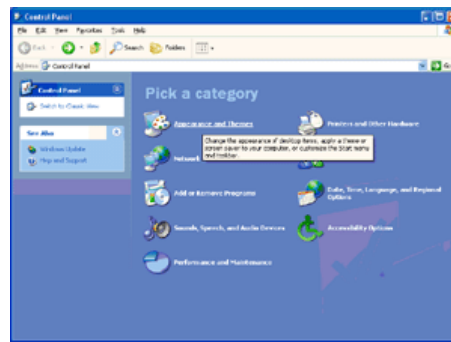 Control Panel
File Edit View Favorites Tools Help
Back Search Folders
Address Control Panel Go
Control Panel
Switch to Classic View
See Also
Windows Update
Help and Support
Pick a category
Appearance and Themes
Printers and Other Hardware
Change the appearance of desktop items, apply a theme or
screen saver to your computer, or customize the Start menu
and taskbar.
Network
Add or Remove Programs
Date, Time, Language, and Regional
Options
Sounds, Speech, and Audio Devices
Accessibility Options
Performance and Maintenance